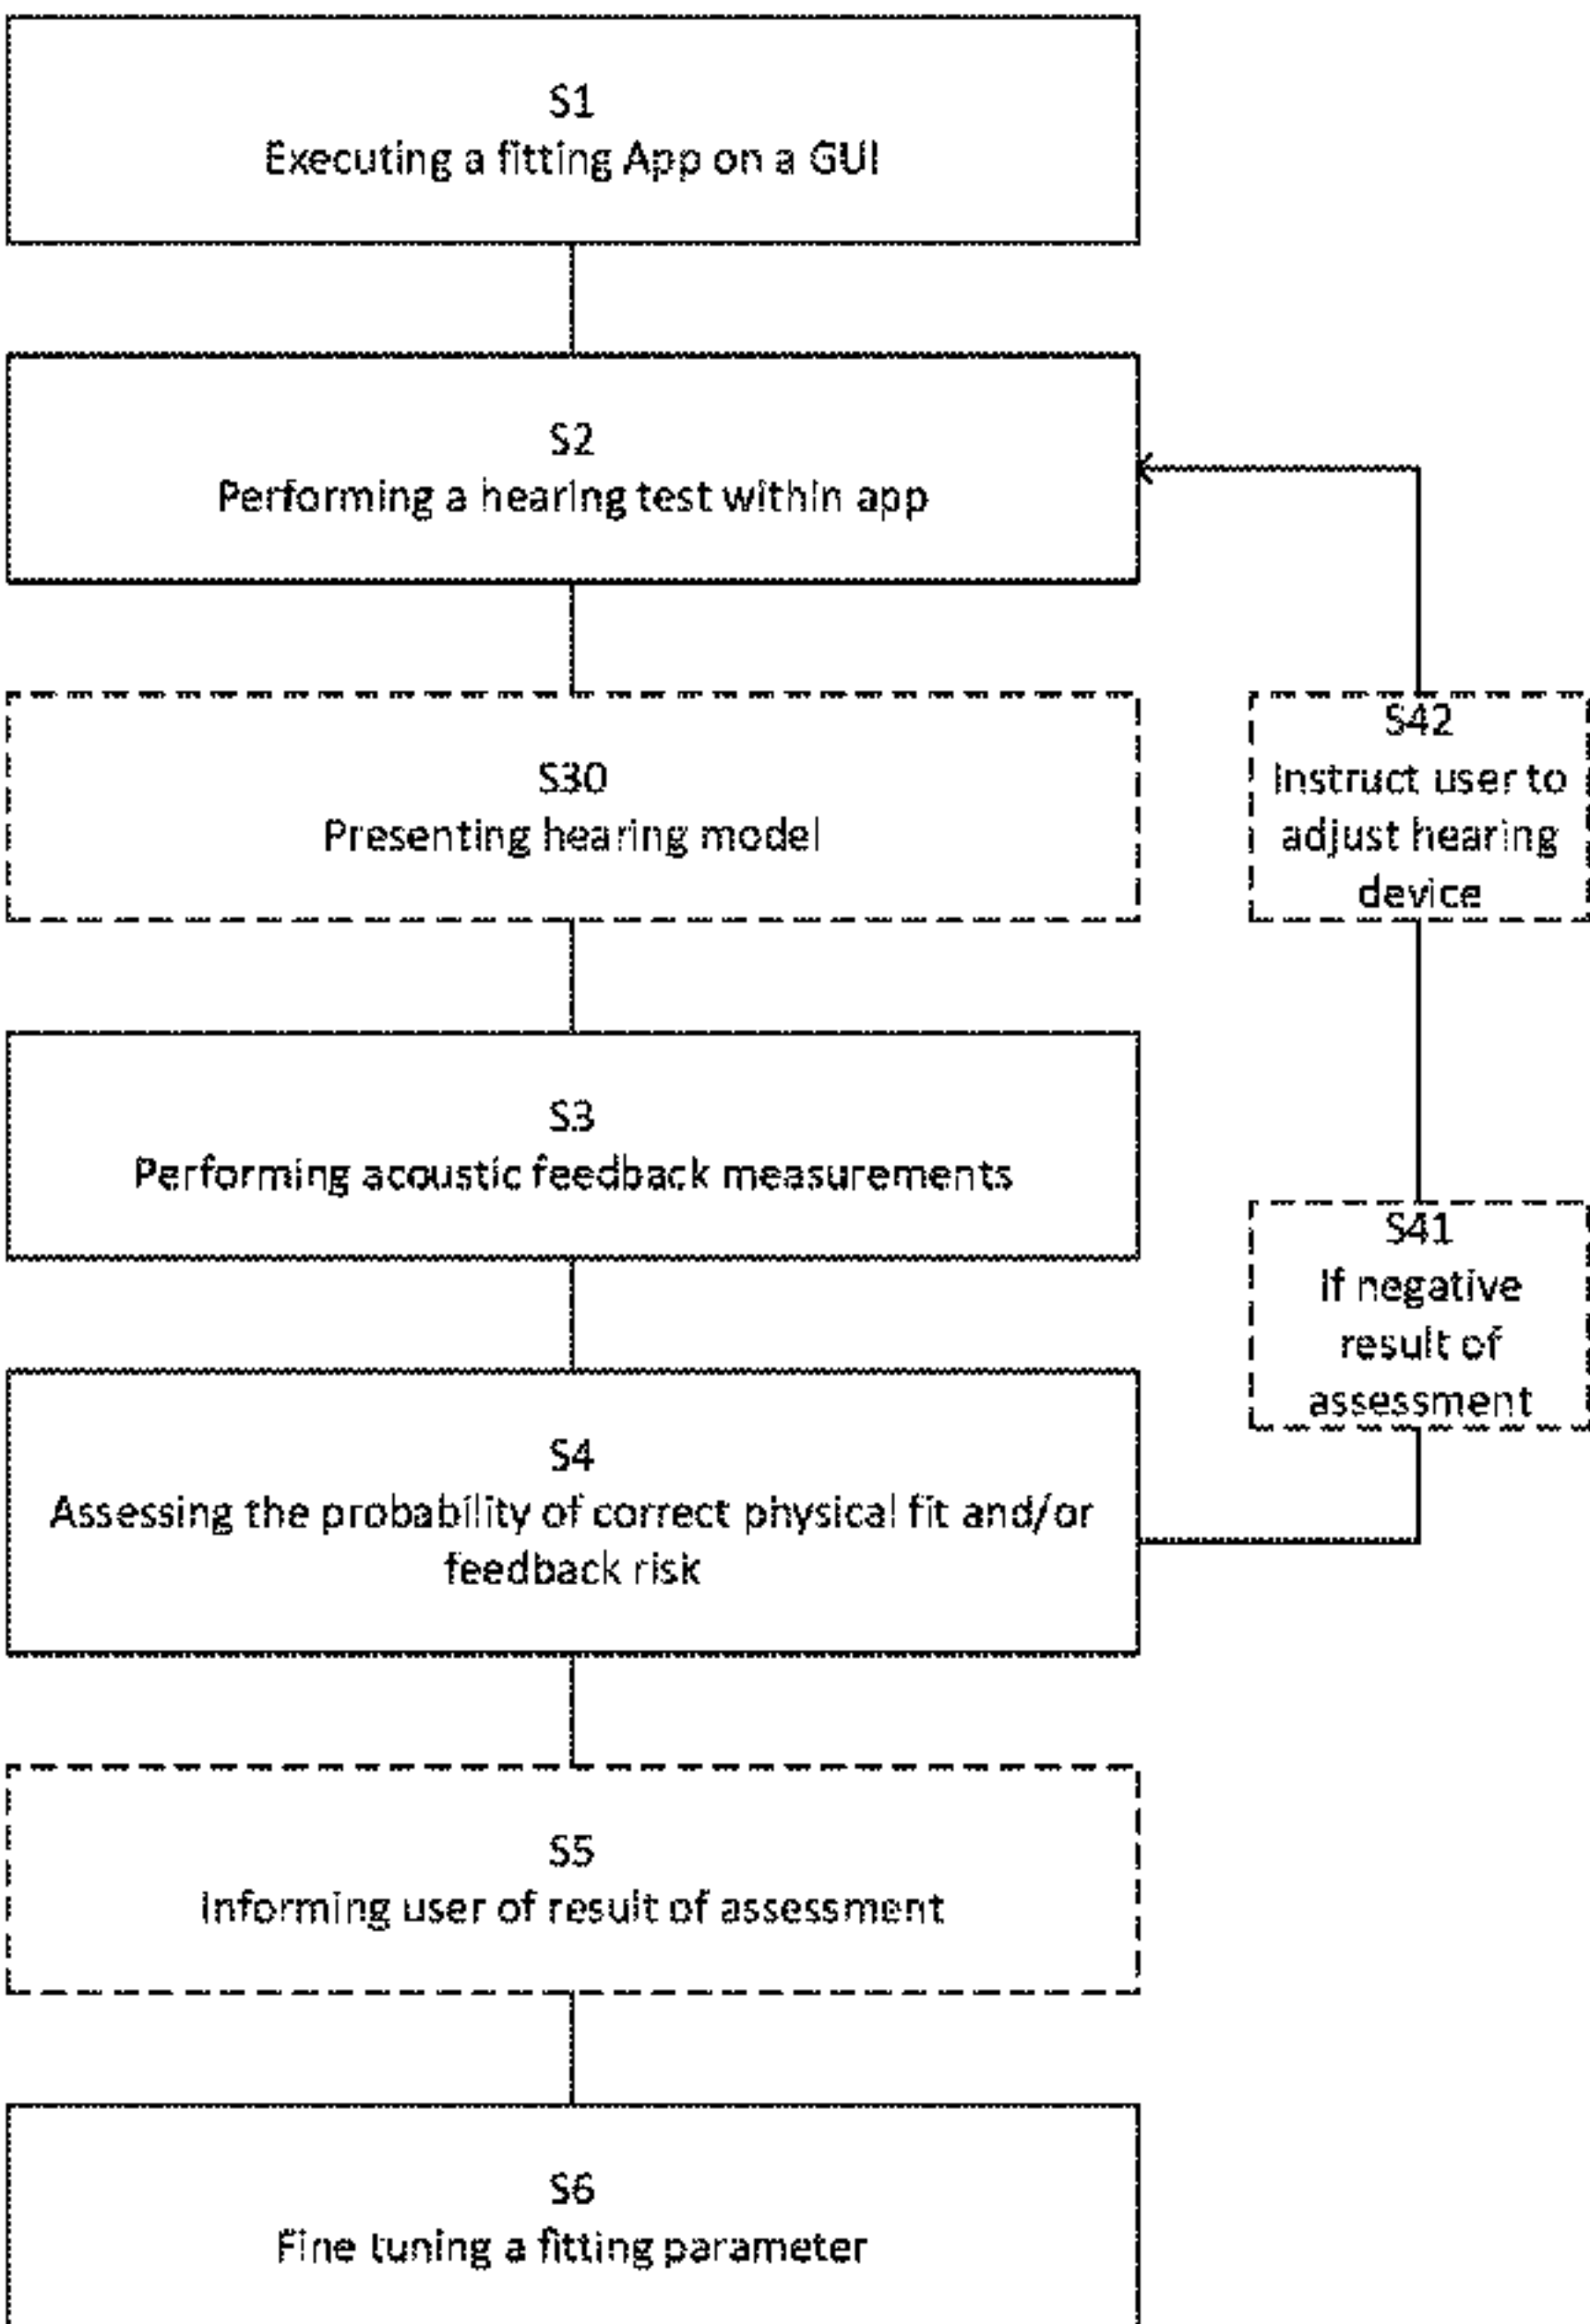 S1
Executing a fitting App on a GUI
S2
Performing a hearing test within app
S30
Presenting hearing model
S42
Instruct user to
adjust hearing
device
S3
Performing acoustic feedback measurements
S41
If negative
result of
assessment
S4
Assessing the probability of correct physical fit and/or
feedback risk
S5
Informing user of result of assessment
S6
Fine tuning a fitting parameter